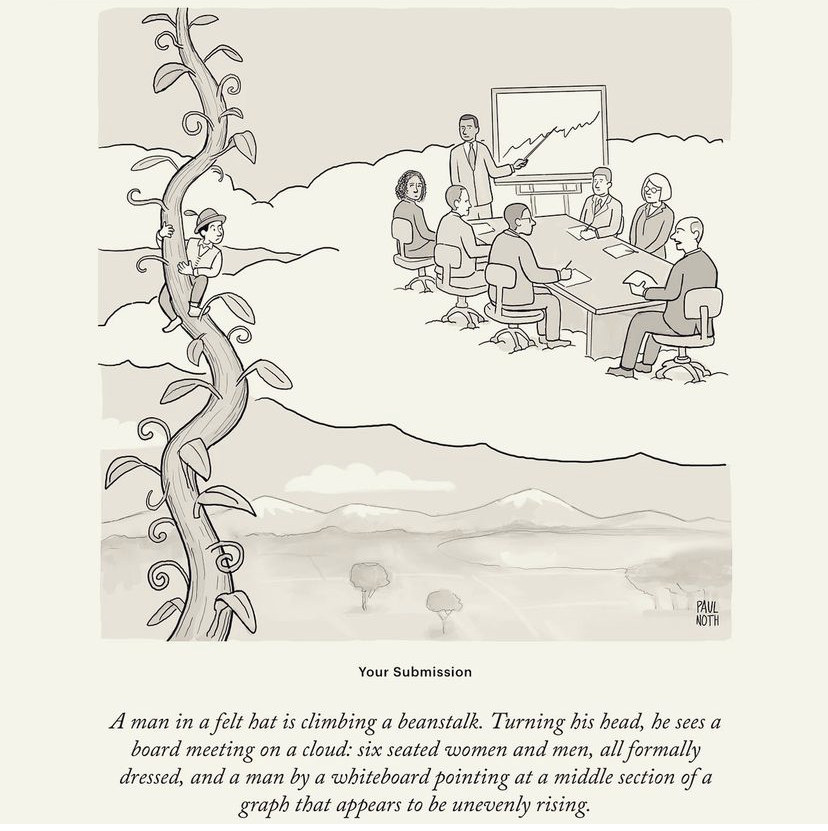 PAUL
NOTH
Your Submission
A man in a felt hat is climbing a beanstalk. Turning his head, he sees a
board meeting on a cloud: six seated women and men, all formally
dressed, and a man by a whiteboard pointing at a middle section of a
graph that appears to be unevenly rising.